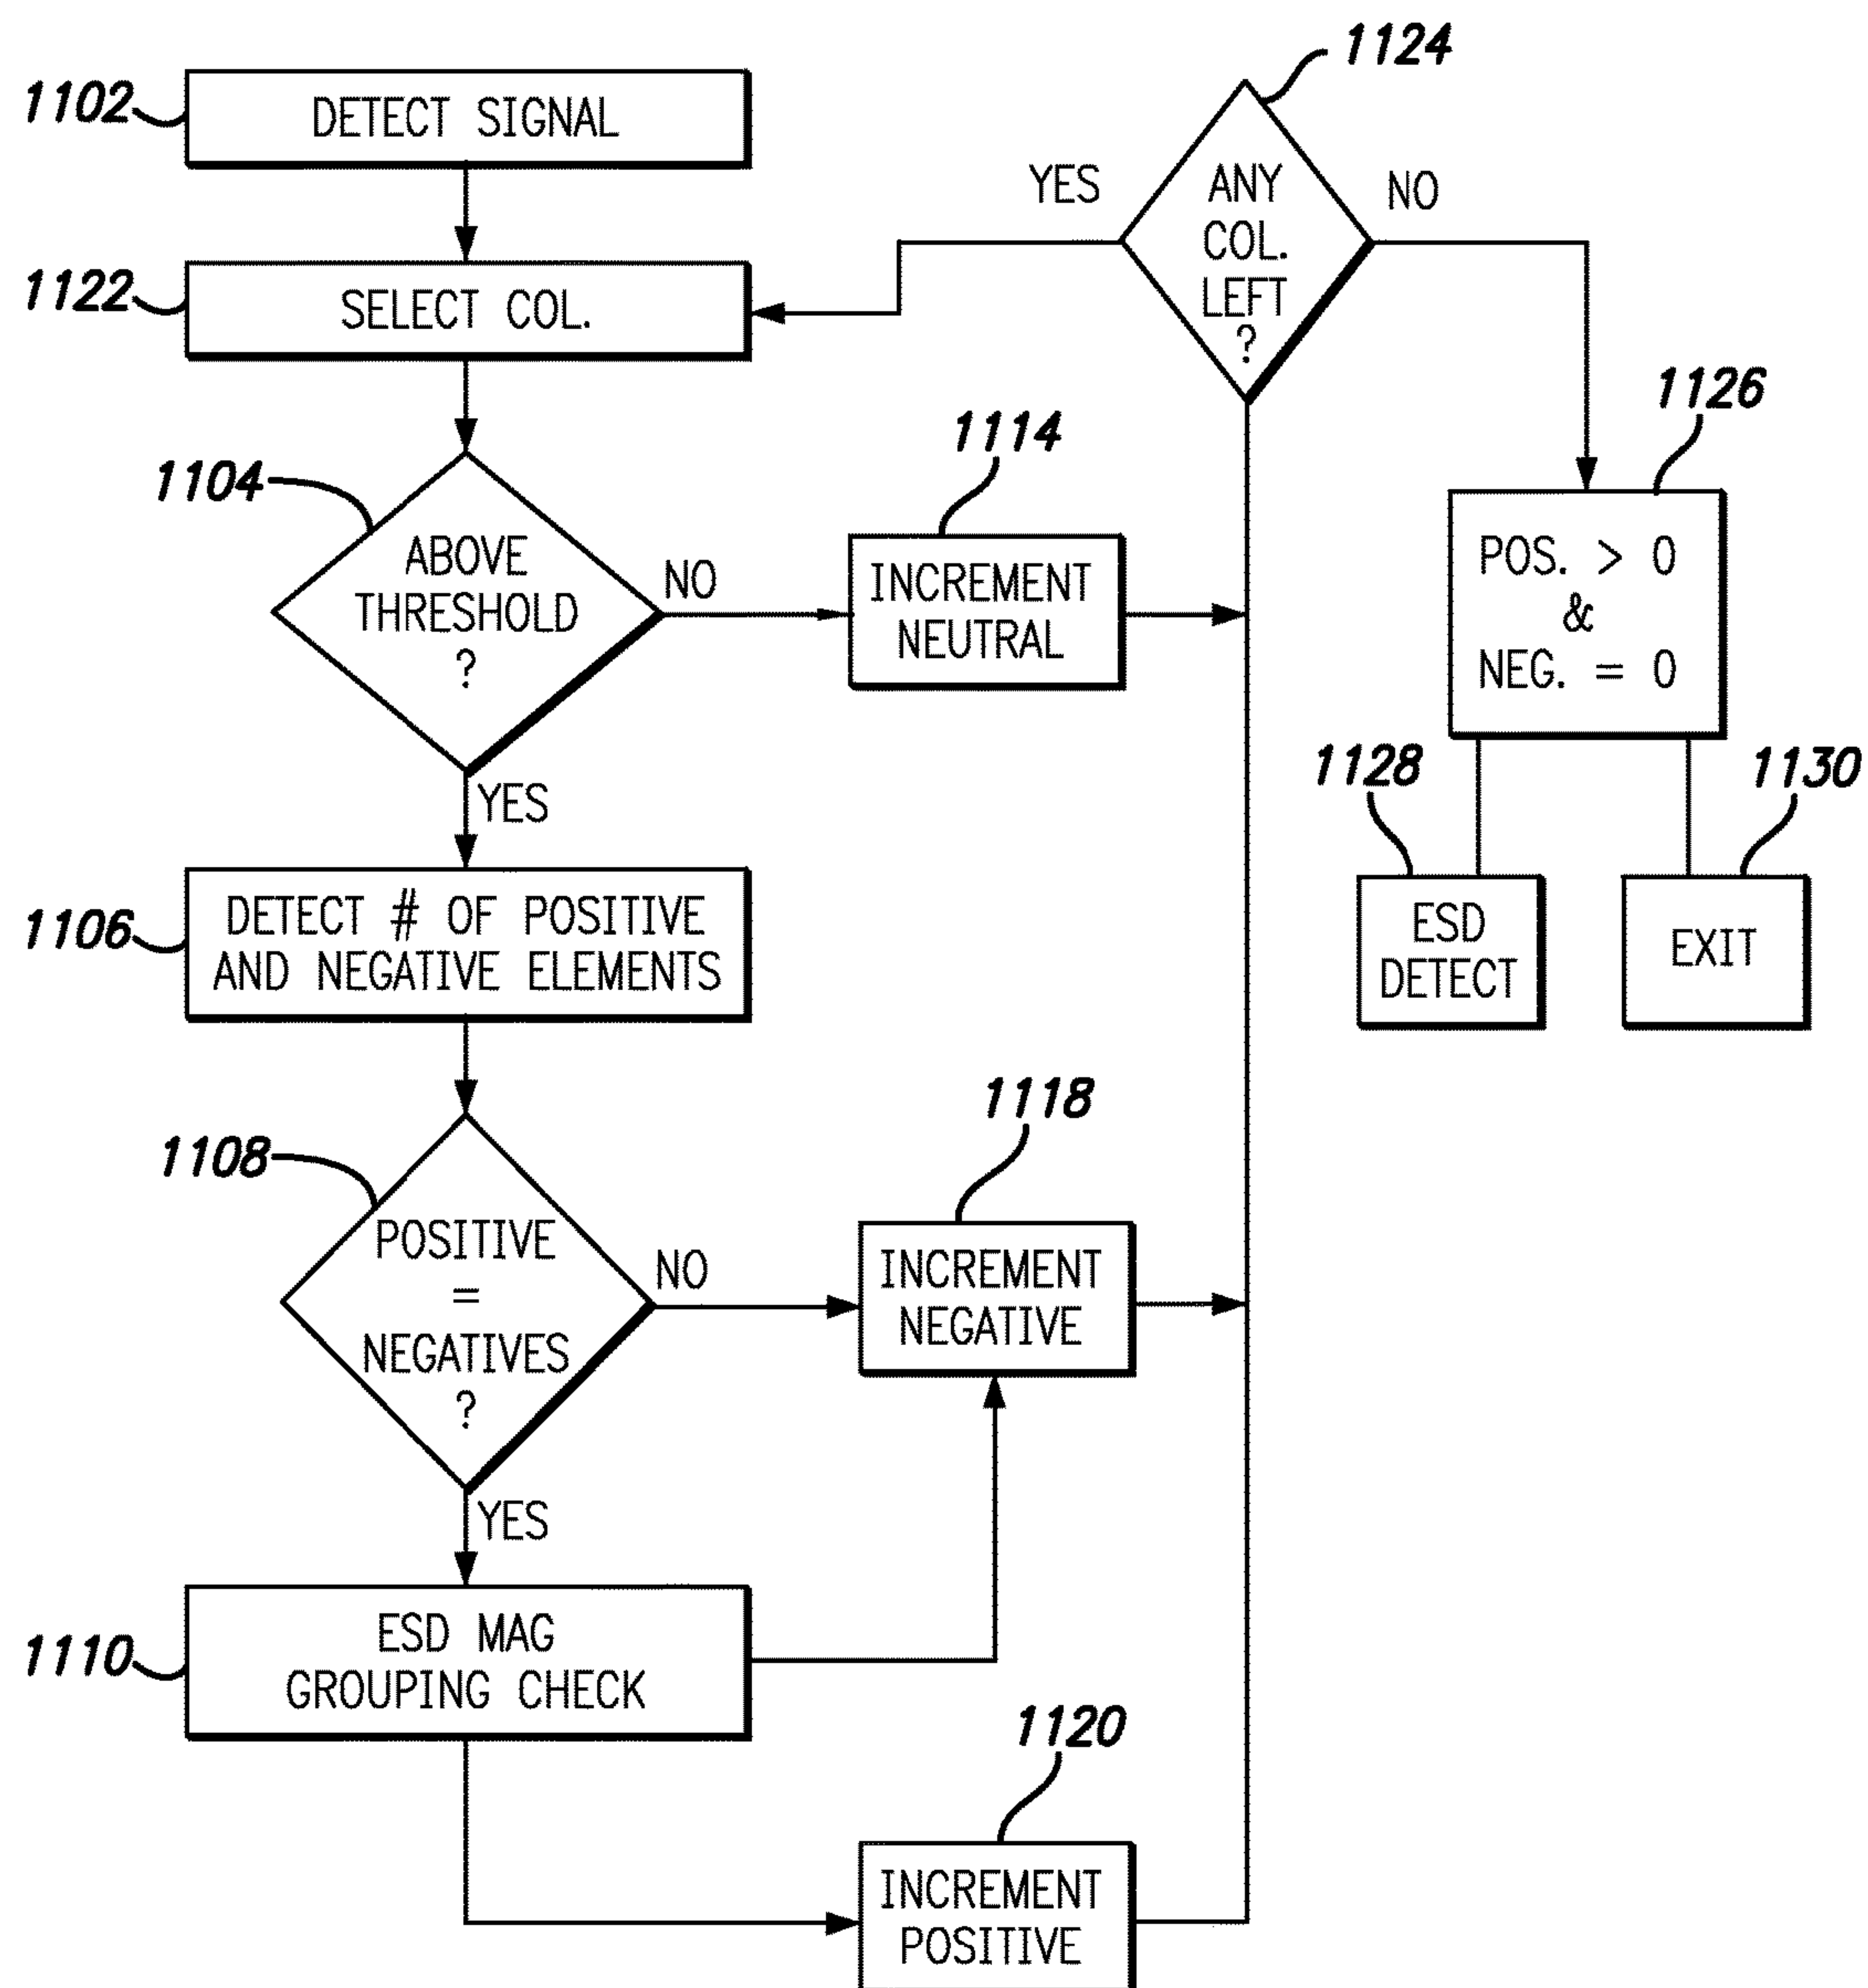 1102
DETECT SIGNAL
1122
SELECT COL.
1104
ABOVE
THRESHOLD
?
NO
YES
1114
INCREMENT
NEUTRAL
1106
DETECT # OF POSITIVE
AND NEGATIVE ELEMENTS
1108
POSITIVE
=
NEGATIVES
?
NO
YES
1118
INCREMENT
NEGATIVE
1110
ESD MAG
GROUPING CHECK
1120
INCREMENT
POSITIVE
1124
ANY
COL.
LEFT
?
YES
NO
1126
POS. > 0
&
NEG. = 0
1128
ESD
DETECT
1130
EXIT